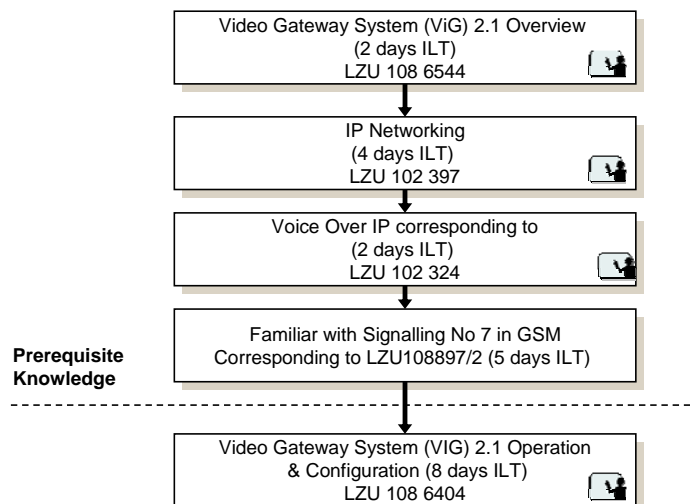 Video Gateway System (ViG) 2.1 Overview
(2 days ILT)
LZU 108 6544
IP Networking
(4 days ILT)
LZU 102 397
Voice Over IP corresponding to
(2 days ILT)
LZU 102 324
Familiar with Signalling No 7 in GSM
Corresponding to LZU108897/2 (5 days ILT)
Prerequisite
Knowledge
Video Gateway System (VIG) 2.1 Operation
& Configuration (8 days ILT)
LZU 108 6404